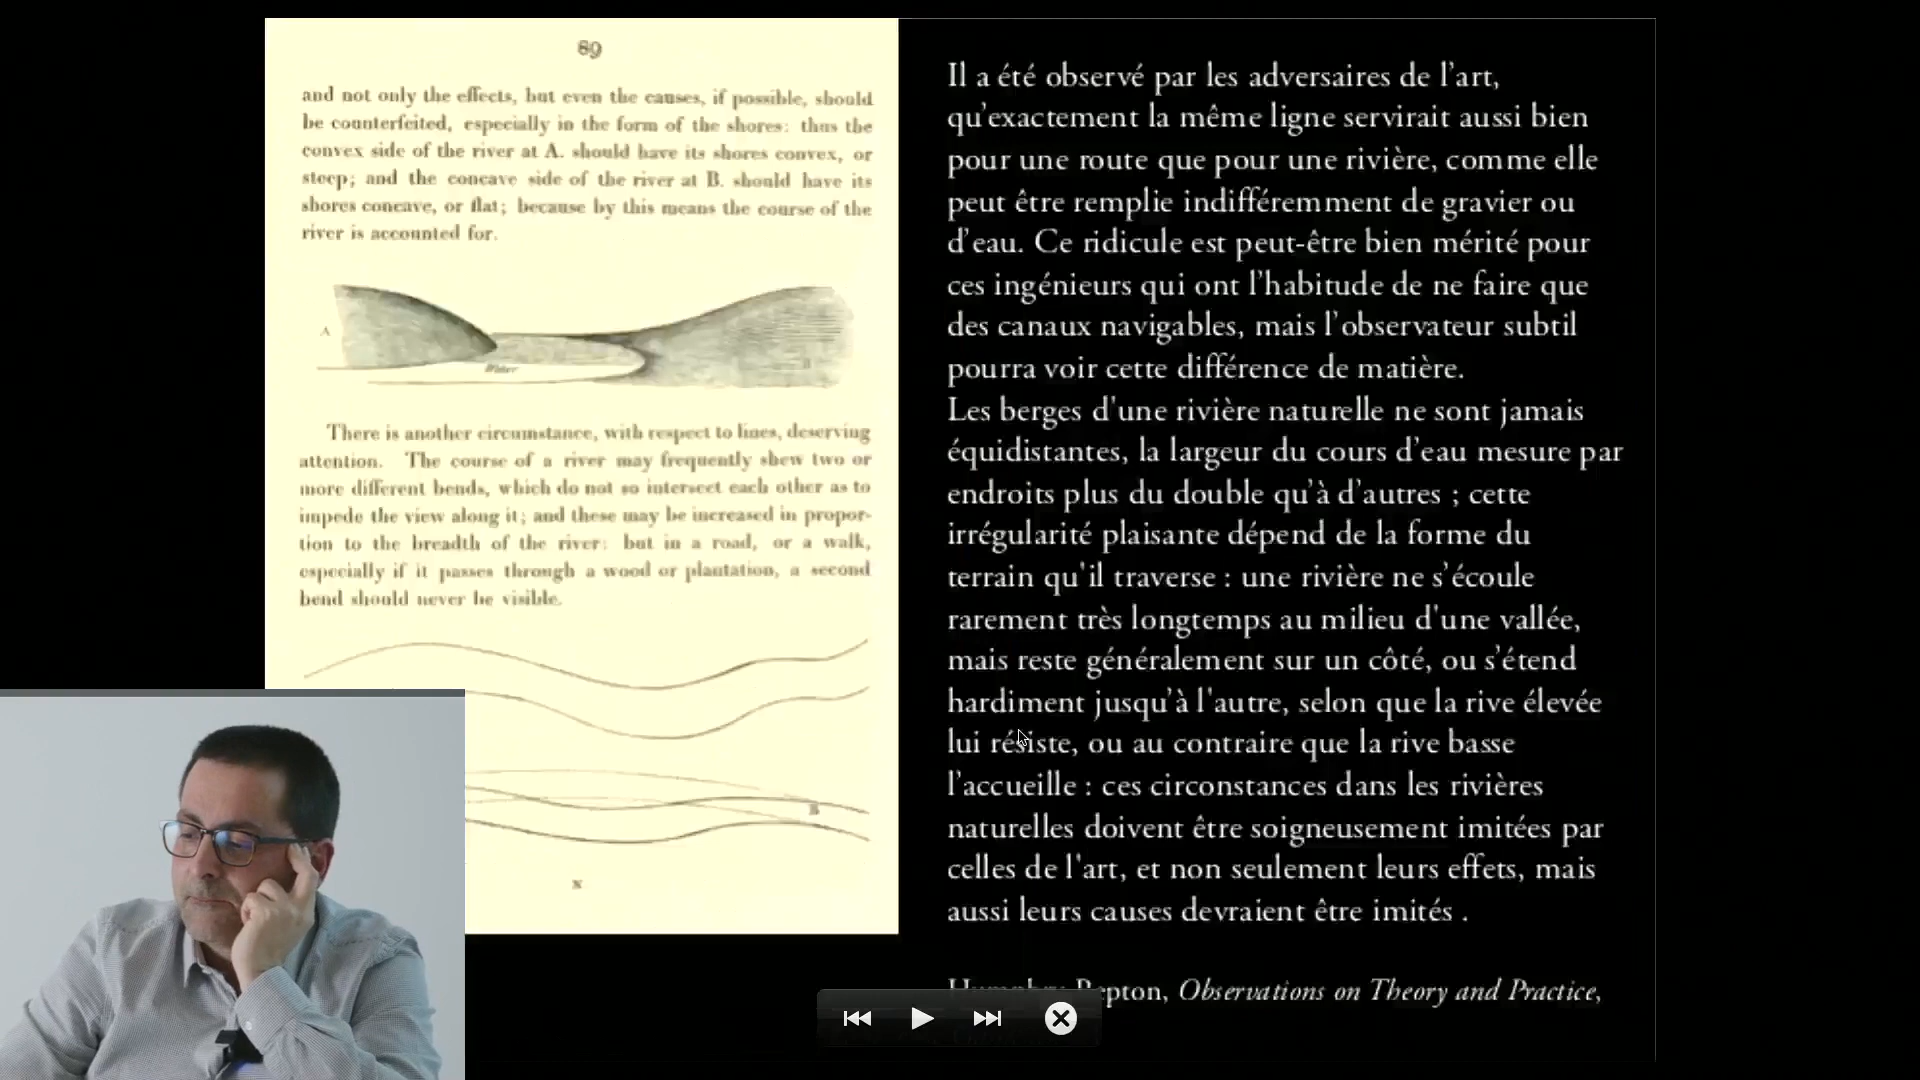 89
and not only the effects, but even the causes, if possible, should
be counterfeited, especially in the form of the shores: thus the
convex side of the river at A. should have its shores convex, or
steep; and the concave side of the river at B. should have its
shores concave, or flat; because by this means the course of the
river is accounted for.
A
Water
B
There is another circumstance, with respect to lines, deserving
attention. The course of a river may frequently shew two or
more different bends, which do not so intersect each other as to
impede the view along it; and these may be increased in propor-
tion to the breadth of the river: but in a road, or a walk,
especially if it passes through a wood or plantation, a second
bend should never be visible.
B
N
Il a été observé par les adversaires de l’art,
qu’exactement la même ligne servirait aussi bien
pour une route que pour une rivière, comme elle
peut être remplie indifféremment de gravier ou
d’eau. Ce ridicule est peut-être bien mérité pour
ces ingénieurs qui ont l’habitude de ne faire que
des canaux navigables, mais l’observateur subtil
pourra voir cette différence de matière.
Les berges d’une rivière naturelle ne sont jamais
équidistantes, la largeur du cours d’eau mesure par
endroits plus du double qu’à d’autres ; cette
irrégularité plaisante dépend de la forme du
terrain qu'il traverse : une rivière ne s’écoule
rarement très longtemps au milieu d'une vallée,
mais reste généralement sur un côté, ou s’étend
hardiment jusqu’à l'autre, selon que la rive élevée
lui résiste, ou au contraire que la rive basse
l’accueille : ces circonstances dans les rivières
naturelles doivent être soigneusement imitées par
celles de l'art, et non seulement leurs effets, mais
aussi leurs causes devraient être imités .
Humphry Repton, Observations on Theory and Practice,